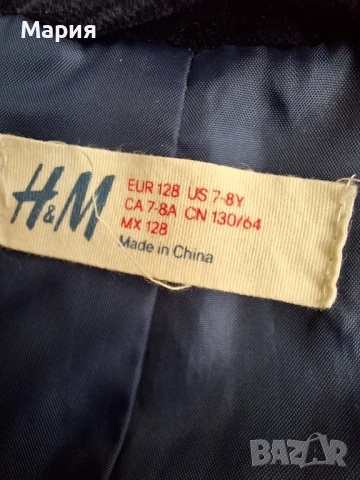 Мария
H&M
EUR 128 US 7-8Y
CA 7-8A CN 130/64
MX 128
Made in China
BAZAR